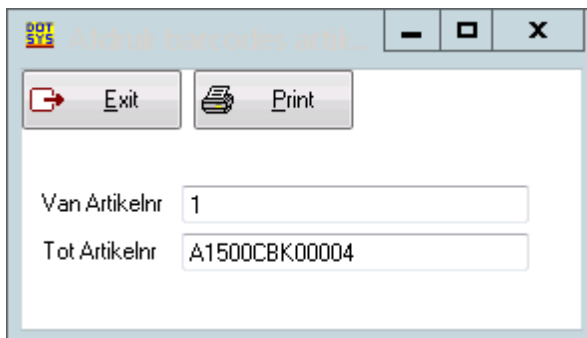 DOT
SYS
Exit
Print
Van Artikelnr
1
Tot Artikelnr
A1500CBK00004